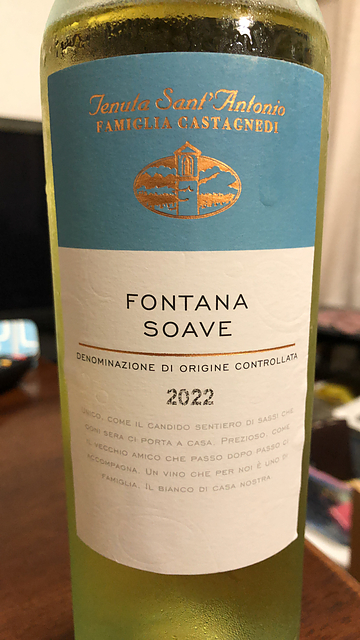 Tenuta Sant'Antonio
FAMIGLIA CASTAGNEDI
FONTANA
SOAVE
DENOMINAZIONE DI ORIGINE CONTROLLATA
2022
COME IL CANDIDO SENTIERO DI SASSI CHE
OGNI SERA CI PORTA A CASA. PREZIOSO, COME
IL VECCHIO AMICO CHE PASSO DOPO PASSO CI
ACCOMPAGNA. UN VINO CHE PER NOI È UNO DI
FAMIGLIA. IL BIANCO DI CASA NOSTRA